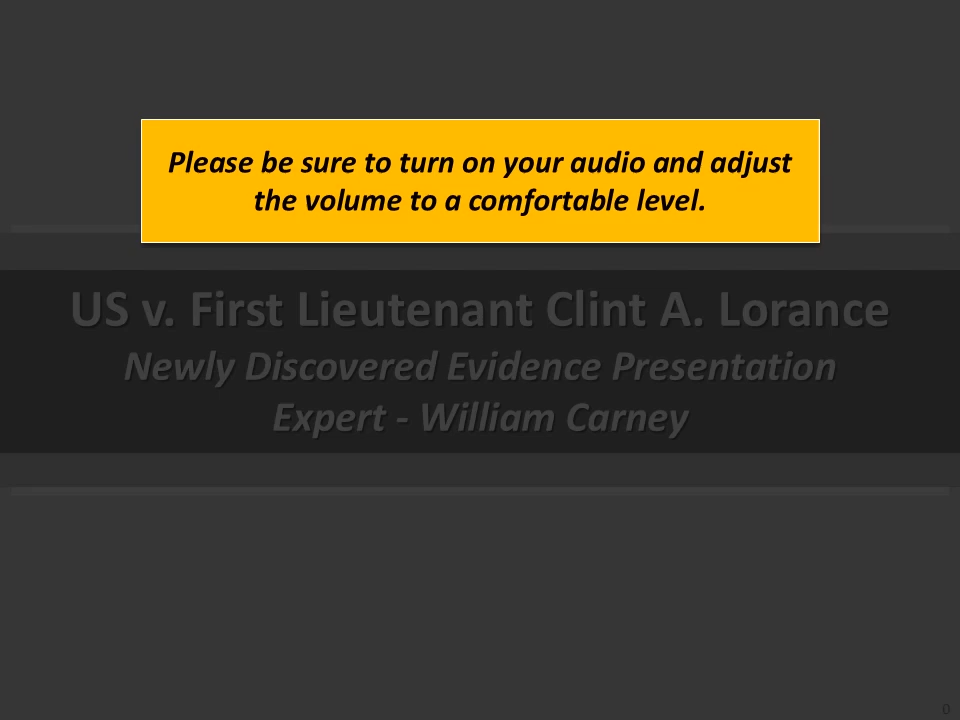 Please be sure to turn on your audio and adjust
the volume to a comfortable level.
US v. First Lieutenant Clint A. Lorance
Newly Discovered Evidence Presentation
Expert - William Carney
0